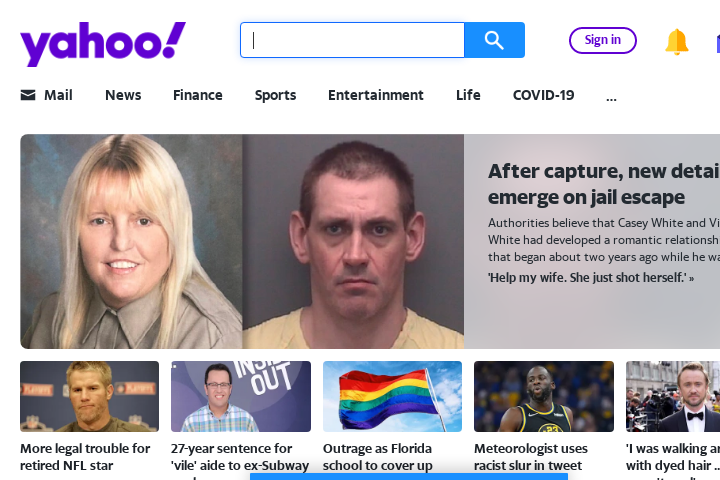 yahoo!
Sign in
Mail
News
Finance
Sports
Entertainment
Life
COVID-19
...
After capture, new detai
emerge on jail escape
Authorities believe that Casey White and Vi
White had developed a romantic relationsh
that began about two years ago while he wa
'Help my wife. She just shot herself.' »
INSIDE
OUT
23
More legal trouble for
retired NFL star
27-year sentence for
'vile' aide to ex-Subway
Outrage as Florida
school to cover up
Meteorologist uses
racist slur in tweet
'I was walking ar
with dyed hair ...